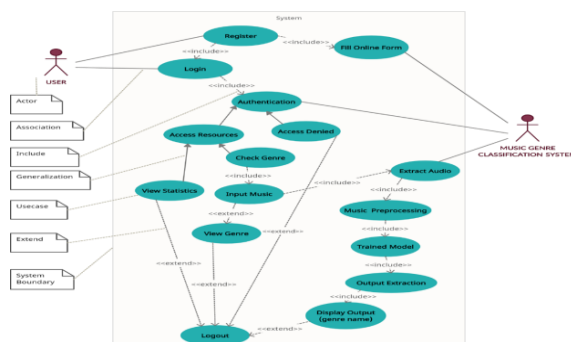 System
Register
<<include>>
Fill Online Form
<<include>>
USER
Login
<<include>>
Actor
Authentication
Association
Access Resources
Access Denied
MUSIC GENRE
CLASSIFICATION SYSTEM
Include
Check Genre
Extract Audio
<<include>>
<<include>>
Generalization
View Statistics
Input Music
<<include>>
Usecase
Music Preprocessing
<<extend>>
<<include>>
View Genre
<<extend>>
Extend
Trained Model
<<include>>
System
Boundary
<<extend>>
<<extend>>
Output Extraction
<<include>>
Display Output
(genre name)
<<extend>>
Logout